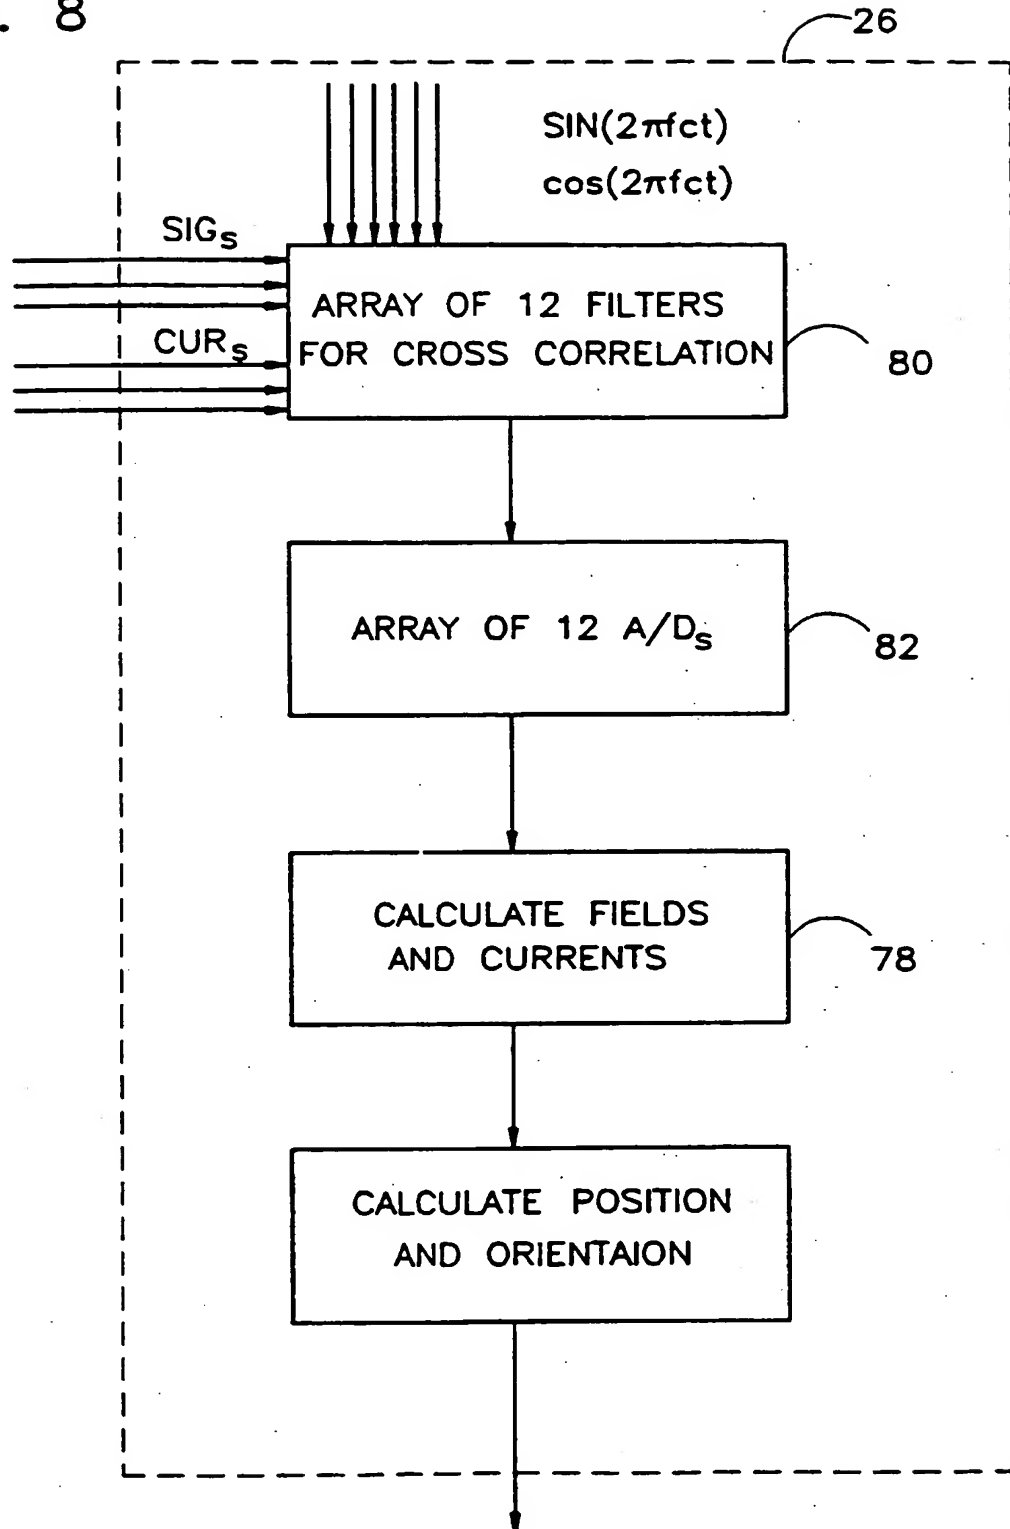 . 8
26
SIN(2πfct)
cos(2πfct)
SIGs
ARRAY OF 12 FILTERS
FOR CROSS CORRELATION
CURs
80
ARRAY OF 12 A/Ds
82
CALCULATE FIELDS
AND CURRENTS
78
CALCULATE POSITION
AND ORIENTAION